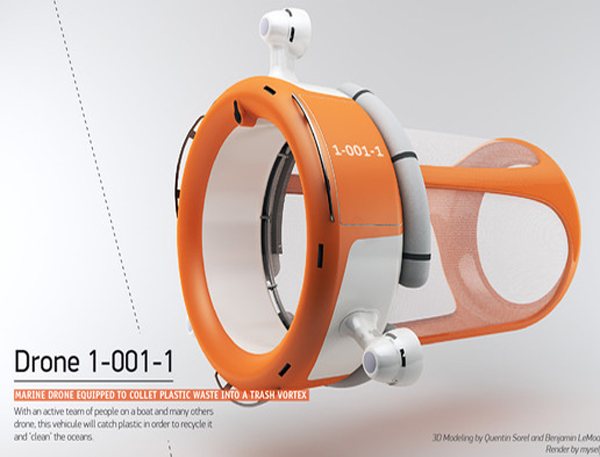 1-001-1
Drone 1-001-1
MARINE DRONE EQUIPPED TO COLLET PLASTIC WASTE INTO A TRASH VORTEX
With an active team of people on a boat and many others
drone, this vehicule will catch plastic in order to recycle it
and 'clean' the oceans.
3D Modeling by Quentin Sorel and Benjamin
Render by